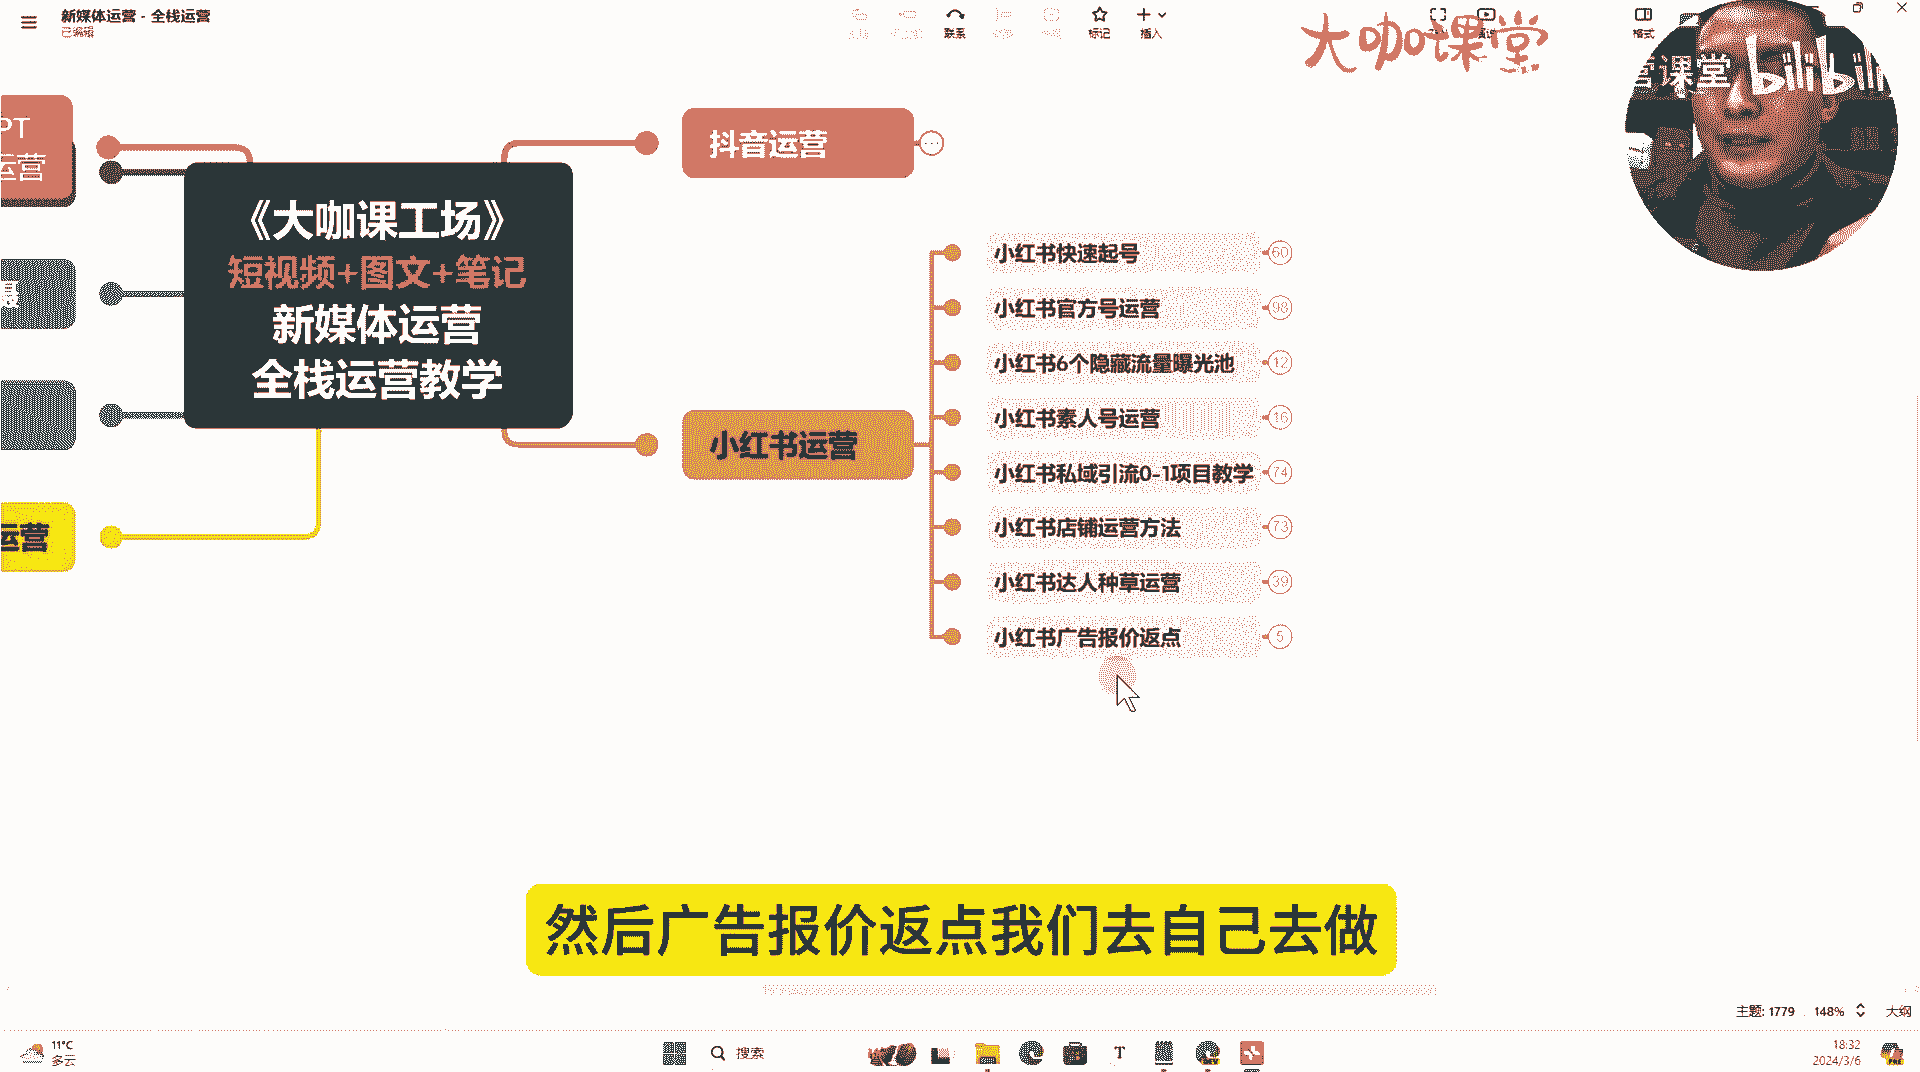 新媒体运营 - 全栈运营
已编辑
联系
标记
插入
格式
大咖课堂
课堂 bilibili
PT
运营
《大咖课工场》
短视频+图文+笔记
新媒体运营
全栈运营教学
运营
抖音运营
小红书运营
小红书快速起号 60
小红书官方号运营 98
小红书6个隐藏流量曝光池 12
小红书素人号运营 16
小红书私域引流0-1项目教学 74
小红书店铺运营方法 73
小红书达人种草运营 39
小红书广告报价返点 5
然后广告报价返点我们去自己去做
主题: 1779
148%
大纲
11°C
多云
搜索
T
DEV
18:32
2024/3/6
PRE